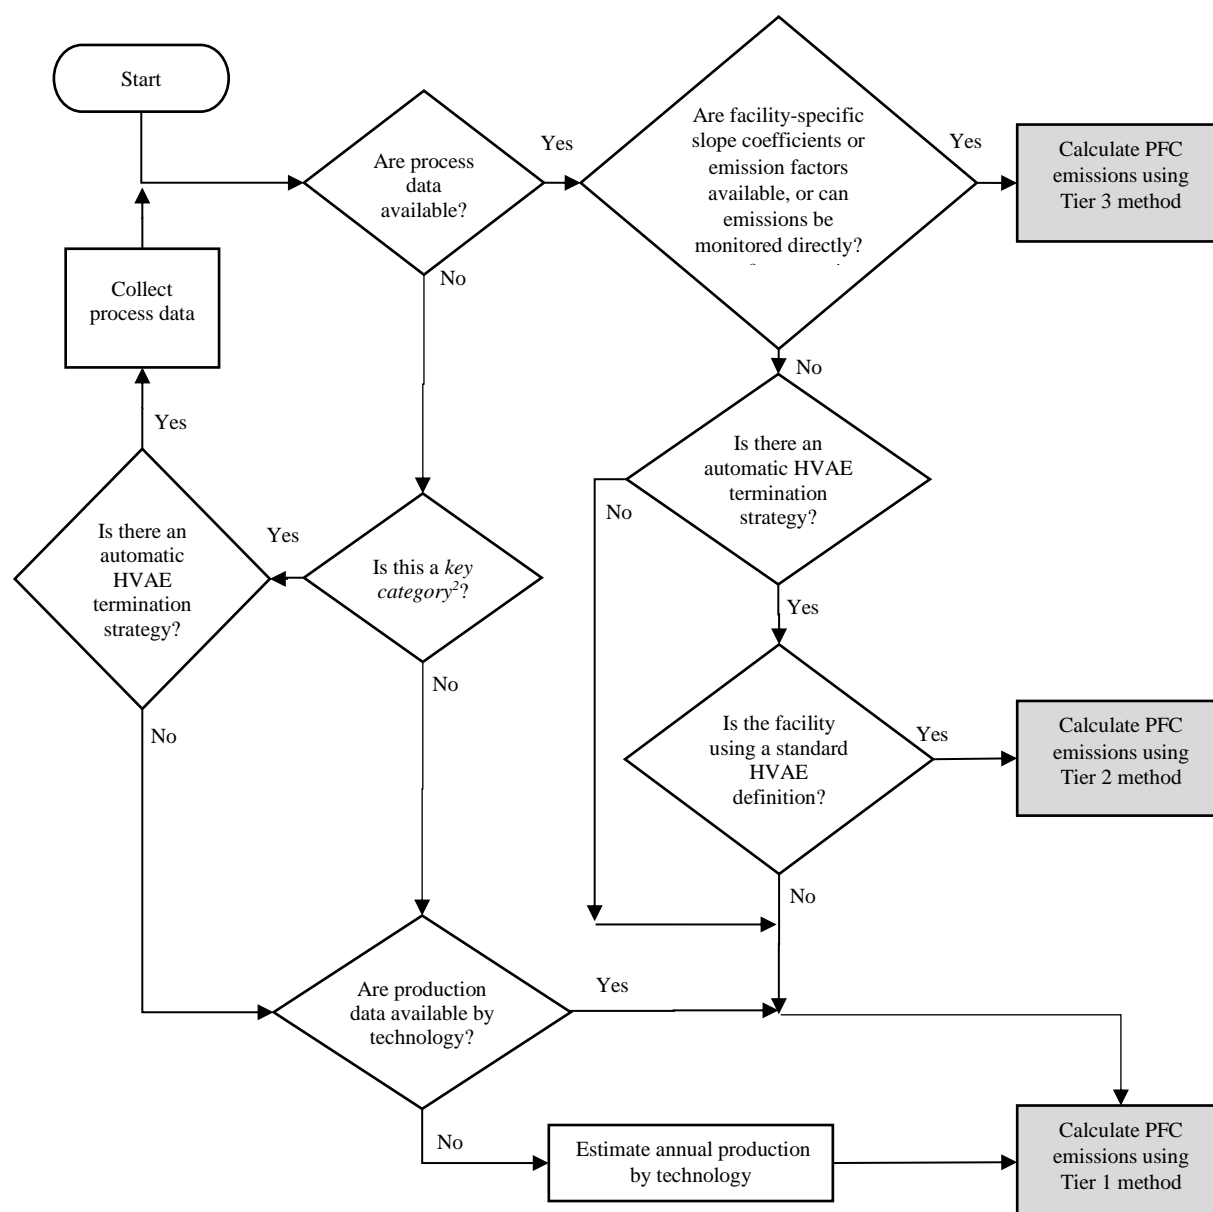 Start
Are process
data
available?
Yes
Are facility-specific
slope coefficients or
emission factors
available, or can
emissions be
monitored directly?
Yes
Calculate PFC
emissions using
Tier 3 method
No
Collect
process data
No
Yes
Is there an
automatic HVAE
termination
strategy?
No
Is there an
automatic
HVAE
termination
strategy?
Yes
Is this a key
category²?
Yes
No
No
Is the facility
using a standard
HVAE
definition?
Yes
Calculate PFC
emissions using
Tier 2 method
No
Are production
data available by
technology?
Yes
No
Estimate annual production
by technology
Calculate PFC
emissions using
Tier 1 method